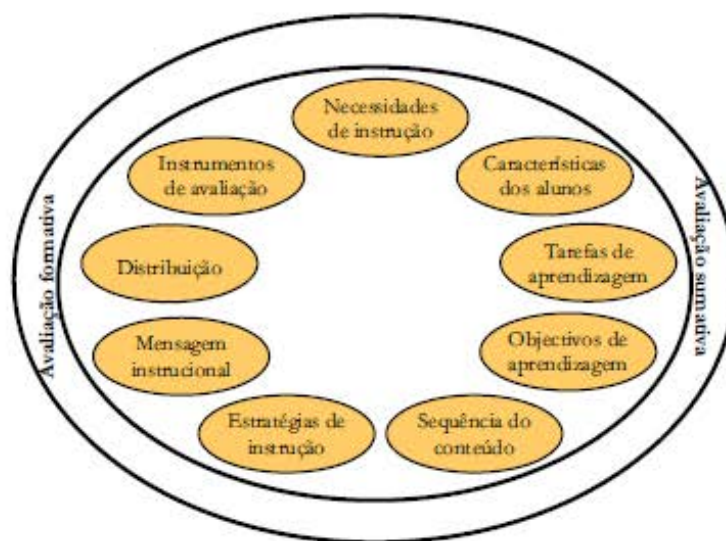 Necessidades
de instrução
Instrumentos
de avaliação
Características
dos alunos
Distribuição
Tarefas de
aprendizagem
Mensagem
instrucional
Objectivos de
aprendizagem
Estratégias de
instrução
Sequência do
conteúdo
Avaliação formativa
Avaliação sumativa